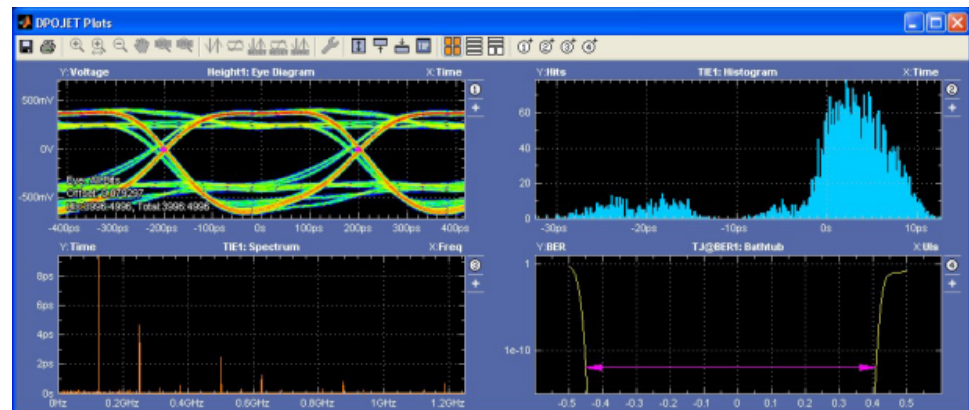 DPOJET Plots
Y:Voltage Height1: Eye Diagram X:Time
500mV
0V
-500mV
-400ps -300ps -200ps -100ps 0s 100ps 200ps 300ps 400ps
Y:Hits TIE1: Histogram X:Time
60
40
20
0
-30ps -20ps -10ps 0s 10ps
Y:Time TIE1: Spectrum X:Freq
8ps
6ps
4ps
2ps
0s
0Hz 0.2GHz 0.4GHz 0.6GHz 0.8GHz 1GHz 1.2GHz
Y:BER TJ@BER1: Bathtub X:UIs
1
1e-10
-0.5 -0.4 -0.3 -0.2 -0.1 0 0.1 0.2 0.3 0.4 0.5